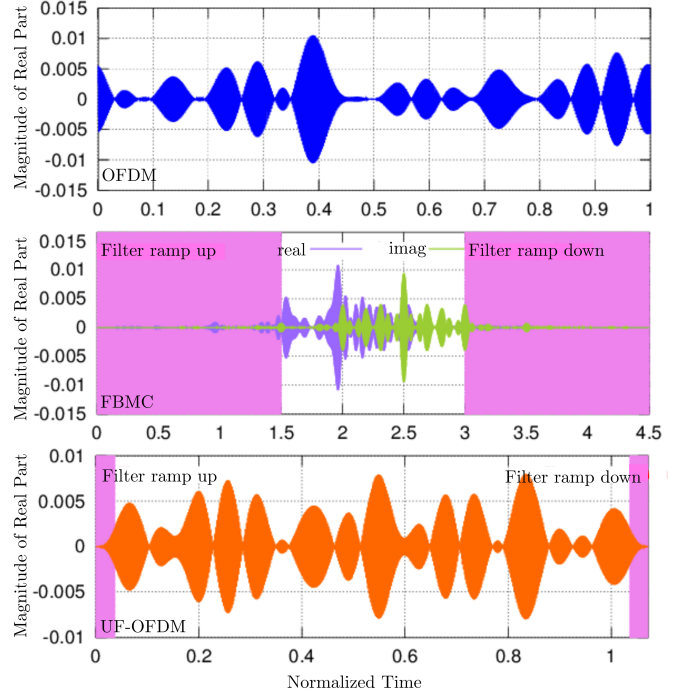 Magnitude of Real Part
0.015
0.01
0.005
0
-0.005
-0.01
-0.015
OFDM
0 0.1 0.2 0.3 0.4 0.5 0.6 0.7 0.8 0.9 1
Magnitude of Real Part
0.015
0.01
0.005
0
-0.005
-0.01
-0.015
Filter ramp up real imag Filter ramp down
FBMC
0 0.5 1 1.5 2 2.5 3 3.5 4 4.5
Magnitude of Real Part
0.01
0.005
0
-0.005
-0.01
Filter ramp up Filter ramp down
UF-OFDM
0 0.2 0.4 0.6 0.8 1
Normalized Time